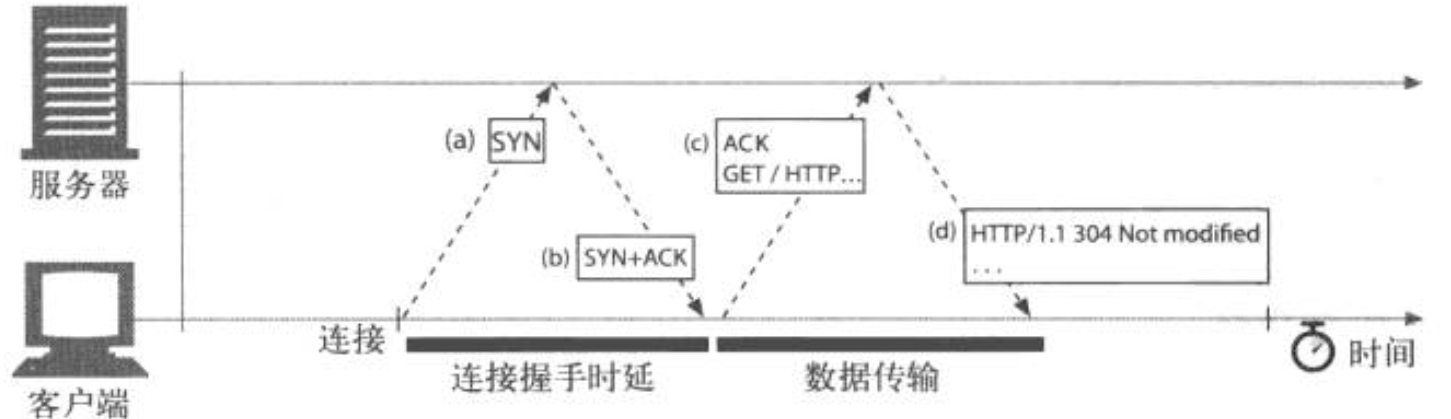 (a) SYN
(c) ACK
GET / HTTP...
服务器
(d) HTTP/1.1 304 Not modified
...
(b) SYN+ACK
连接
时间
连接握手时延
数据传输
客户端